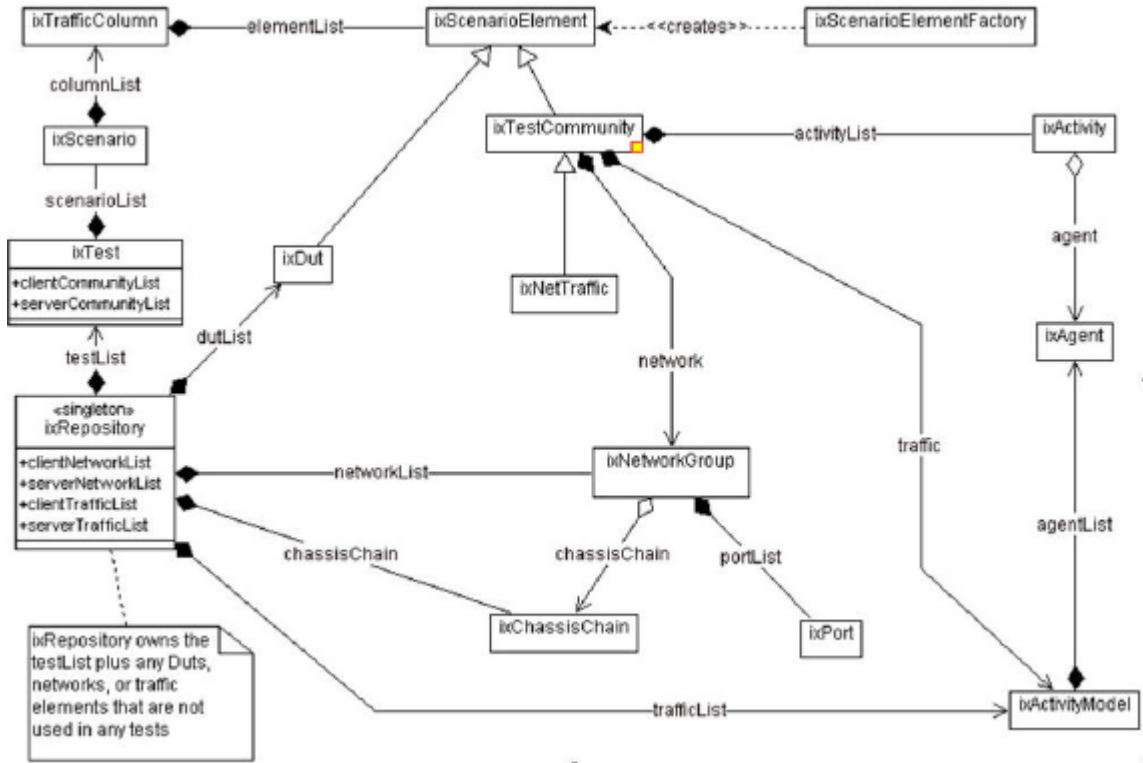 ixTrafficColumn
elementList
ixScenarioElement
<<creates>>
ixScenarioElementFactory
columnList
ixScenario
ixTestCommunity
activityList
ixActivity
scenarioList
ixTest
+clientCommunityList
+serverCommunityList
ixDut
ixNetTraffic
agent
testList
dutList
network
ixAgent
«singleton»
ixRepository
+clientNetworkList
+serverNetworkList
+clientTrafficList
+serverTrafficList
networkList
ixNetworkGroup
traffic
agentList
chassisChain
chassisChain
portList
ixChassisChain
ixPort
ixRepository owns the
testList plus any Duts,
networks, or traffic
elements that are not
used in any tests
trafficList
ixActivityModel